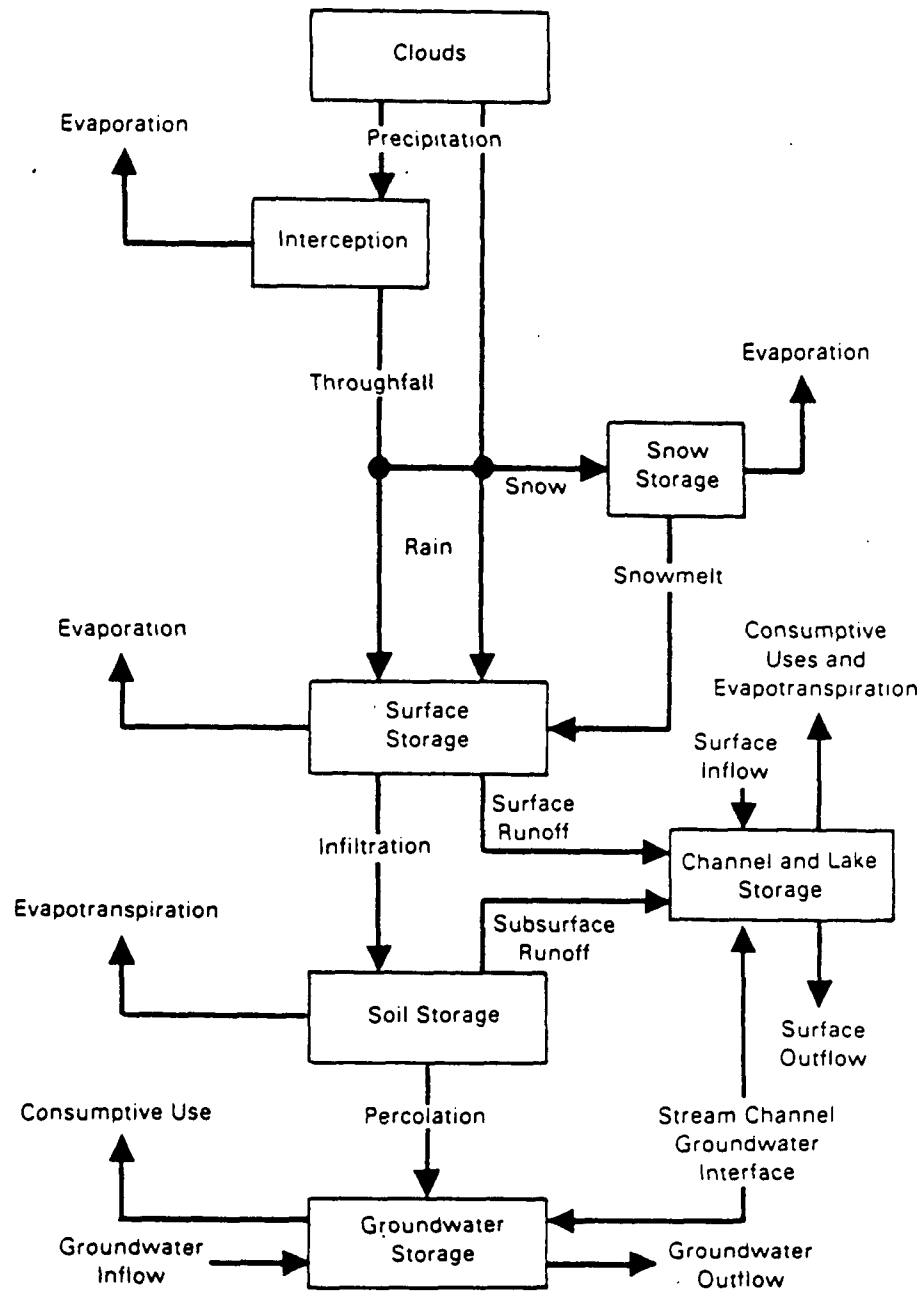 Clouds
Evaporation
Precipitation
Interception
Throughfall
Evaporation
Snow
Storage
Snow
Rain
Snowmelt
Evaporation
Consumptive
Uses and
Evapotranspiration
Surface
Storage
Surface
Inflow
Surface
Runoff
Infiltration
Channel and Lake
Storage
Evapotranspiration
Subsurface
Runoff
Soil Storage
Surface
Outflow
Consumptive Use
Percolation
Stream Channel
Groundwater
Interface
Groundwater
Storage
Groundwater
Inflow
Groundwater
Outflow